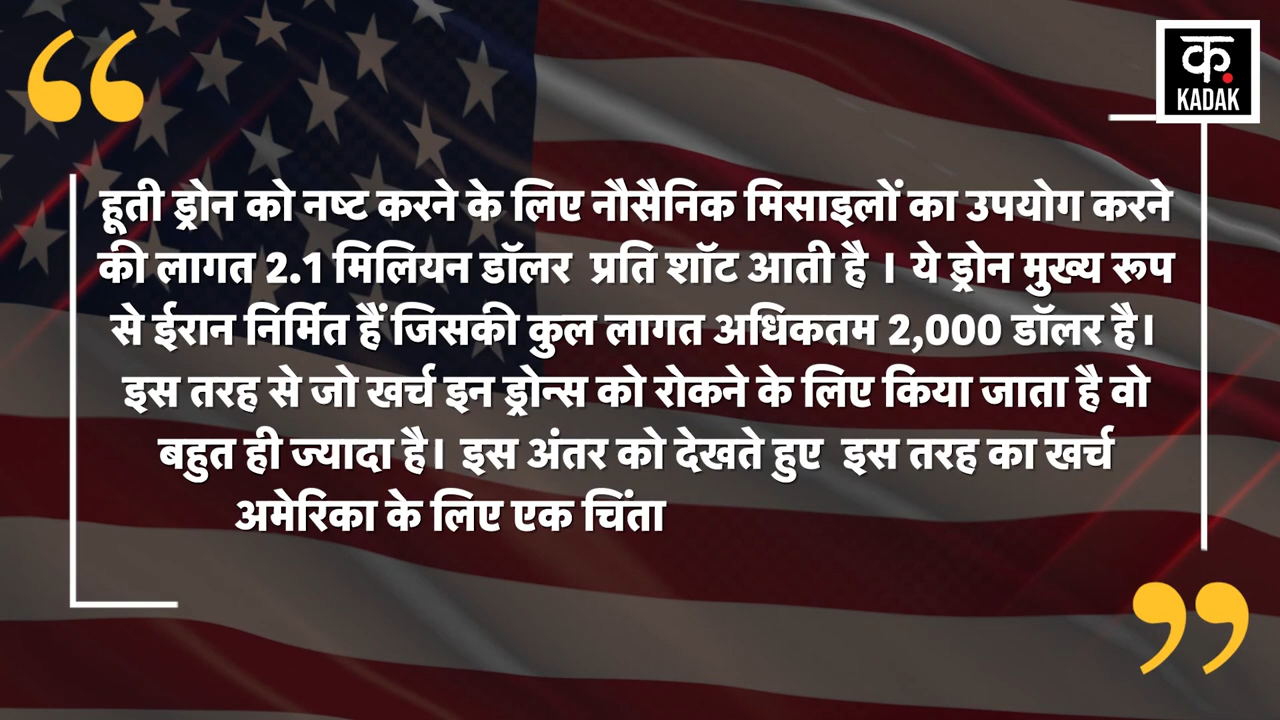 क.
KADAK
हूती ड्रोन को नष्ट करने के लिए नौसैनिक मिसाइलों का उपयोग करने
की लागत 2.1 मिलियन डॉलर प्रति शॉट आती है । ये ड्रोन मुख्य रूप
से ईरान निर्मित हैं जिसकी कुल लागत अधिकतम 2,000 डॉलर है।
इस तरह से जो खर्च इन ड्रोन्स को रोकने के लिए किया जाता है वो
बहुत ही ज्यादा है। इस अंतर को देखते हुए इस तरह का खर्च
अमेरिका के लिए एक चिंता